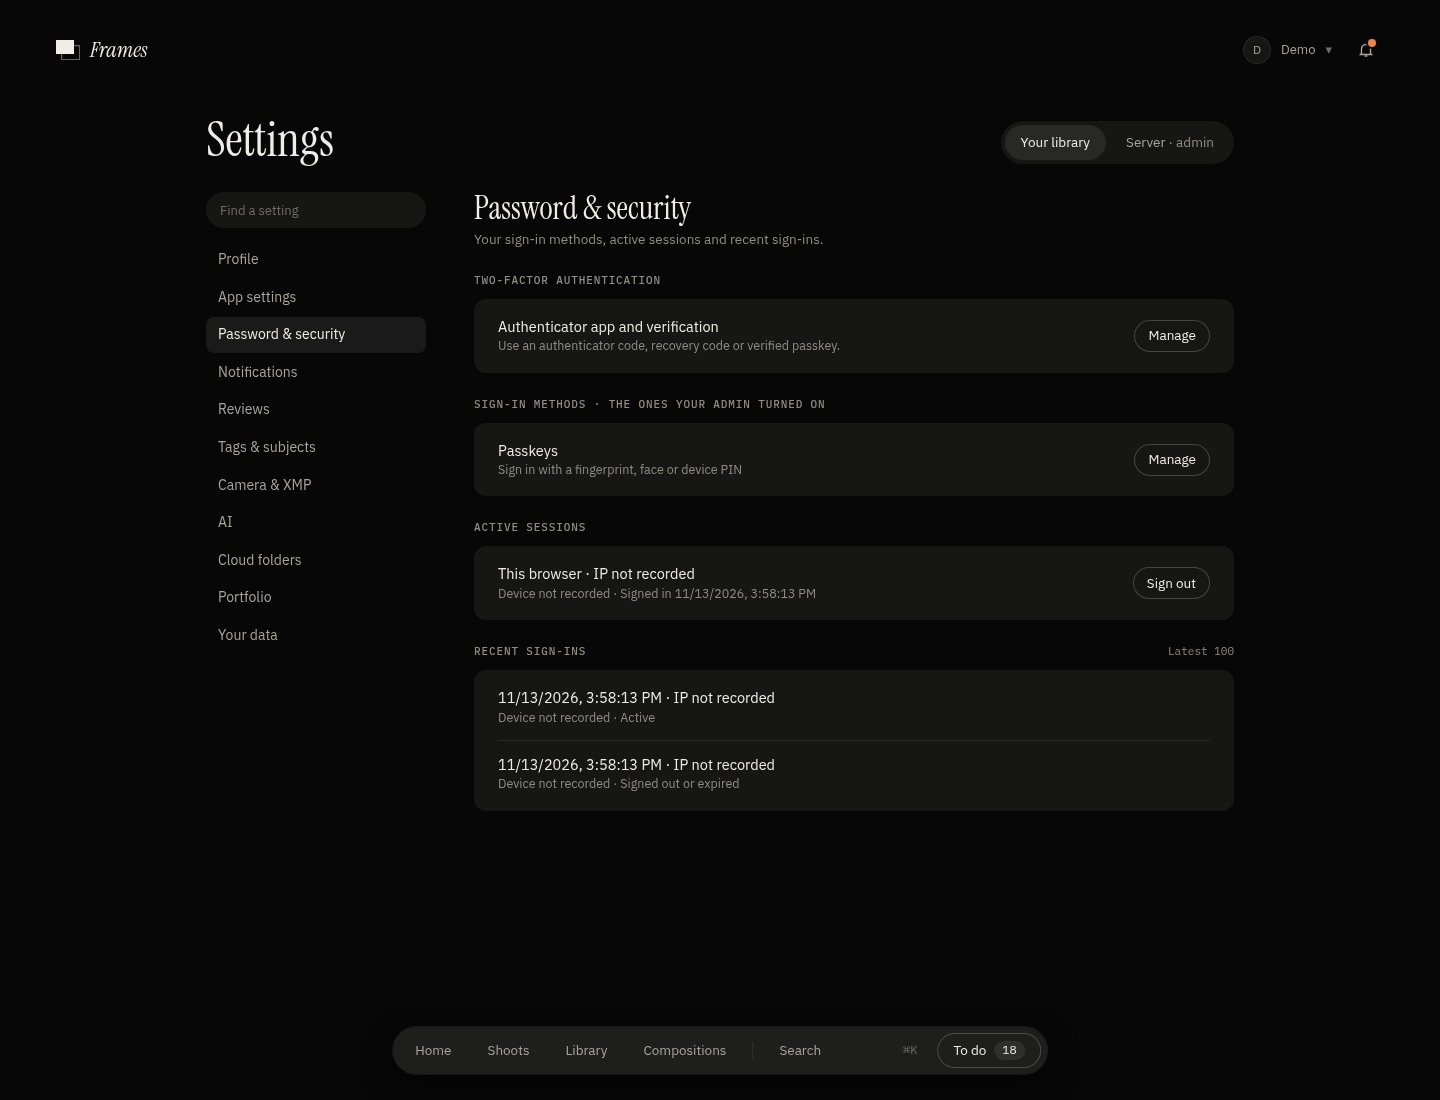 Frames
D Demo
Settings
Your library
Server · admin
Find a setting
Profile
App settings
Password & security
Notifications
Reviews
Tags & subjects
Camera & XMP
AI
Cloud folders
Portfolio
Your data
Password & security
Your sign-in methods, active sessions and recent sign-ins.
TWO-FACTOR AUTHENTICATION
Authenticator app and verification
Use an authenticator code, recovery code or verified passkey.
Manage
SIGN-IN METHODS · THE ONES YOUR ADMIN TURNED ON
Passkeys
Sign in with a fingerprint, face or device PIN
Manage
ACTIVE SESSIONS
This browser · IP not recorded
Device not recorded · Signed in 11/13/2026, 3:58:13 PM
Sign out
RECENT SIGN-INS
Latest 100
11/13/2026, 3:58:13 PM · IP not recorded
Device not recorded · Active
11/13/2026, 3:58:13 PM · IP not recorded
Device not recorded · Signed out or expired
Home
Shoots
Library
Compositions
Search
⌘K
To do 18